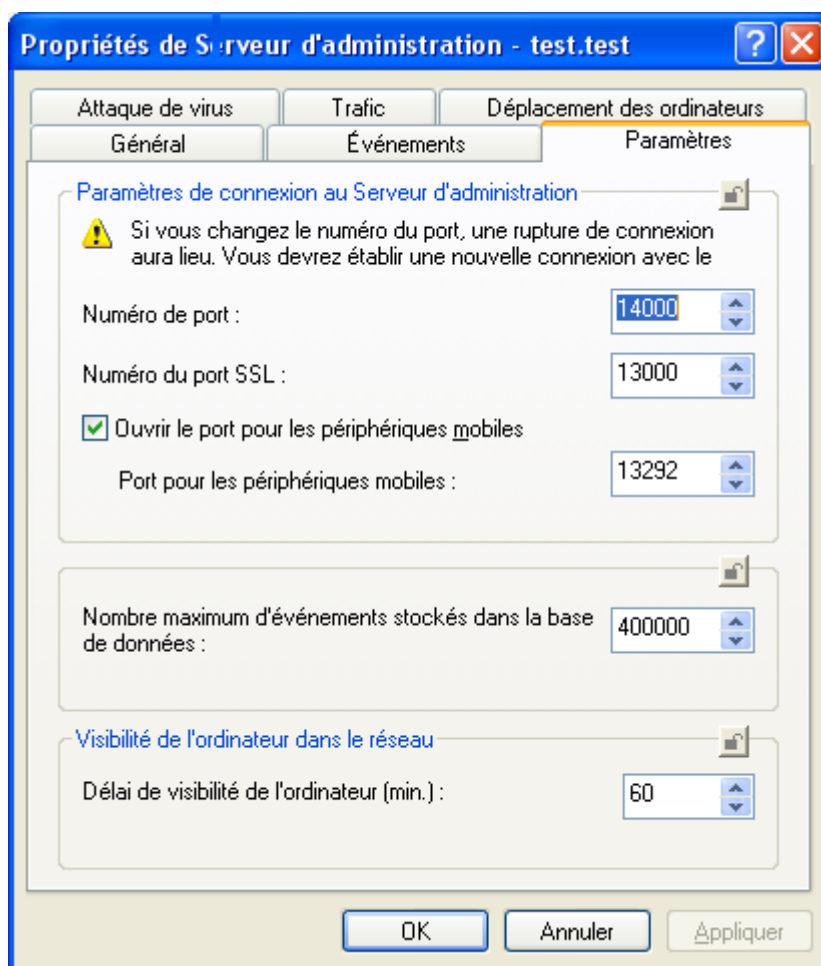 Propriétés de Serveur d'administration - test.test
Attaque de virus
Trafic
Déplacement des ordinateurs
Général
Événements
Paramètres
Paramètres de connexion au Serveur d'administration
Si vous changez le numéro du port, une rupture de connexion
aura lieu. Vous devrez établir une nouvelle connexion avec le
Numéro de port :
14000
Numéro du port SSL :
13000
Ouvrir le port pour les périphériques mobiles
Port pour les périphériques mobiles :
13292
Nombre maximum d'événements stockés dans la base
de données :
400000
Visibilité de l'ordinateur dans le réseau
Délai de visibilité de l'ordinateur (min.) :
60
OK
Annuler
Appliquer